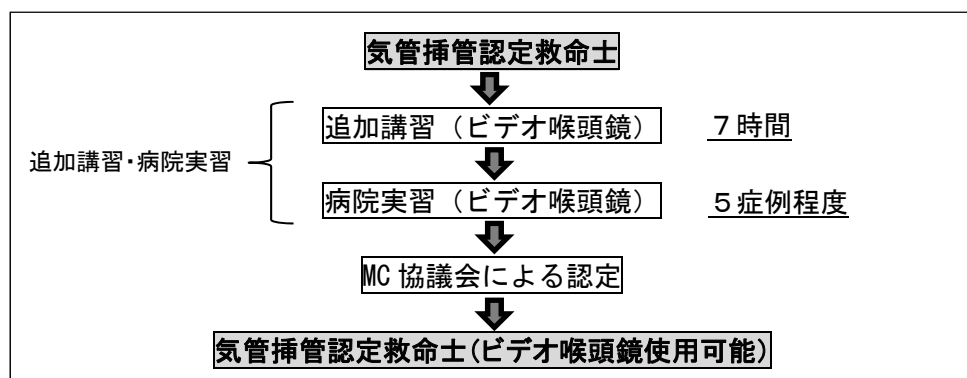 気管挿管認定救命士
追加講習（ビデオ喉頭鏡）
７時間
追加講習・病院実習
病院実習（ビデオ喉頭鏡）
５症例程度
MC協議会による認定
気管挿管認定救命士（ビデオ喉頭鏡使用可能）